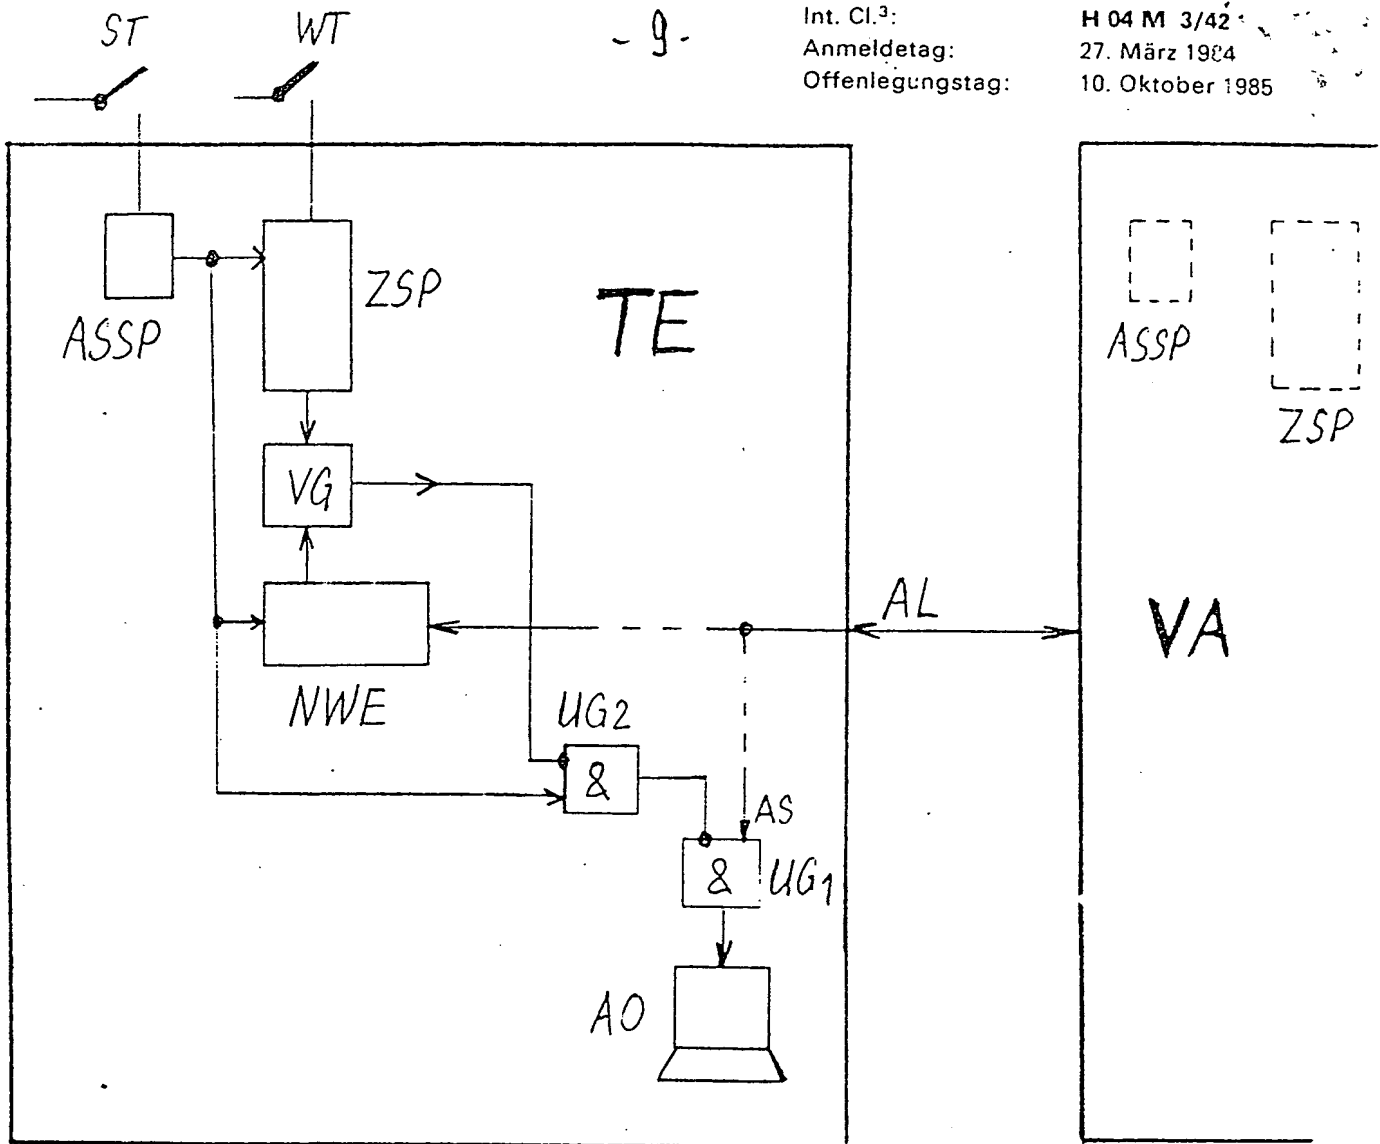 ST WT - 9 -
Int. Cl.³: H 04 M 3/42
Anmeldetag: 27. März 1984
Offenlegungstag: 10. Oktober 1985
ASSP
ZSP
TE
ASSP
ZSP
VG
AL
VA
NWE
UG2
&
AS
& UG1
AO